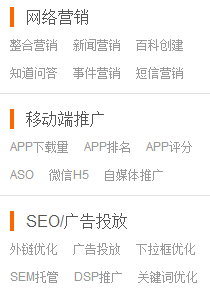 网络营销
整合营销 新闻营销 百科创建
知道问答 事件营销 短信营销
移动端推广
APP下载量 APP排名 APP评分
ASO 微信H5 自媒体推广
SEO/广告投放
外链优化 广告投放 下拉框优化
SEM托管 DSP推广 关键词优化